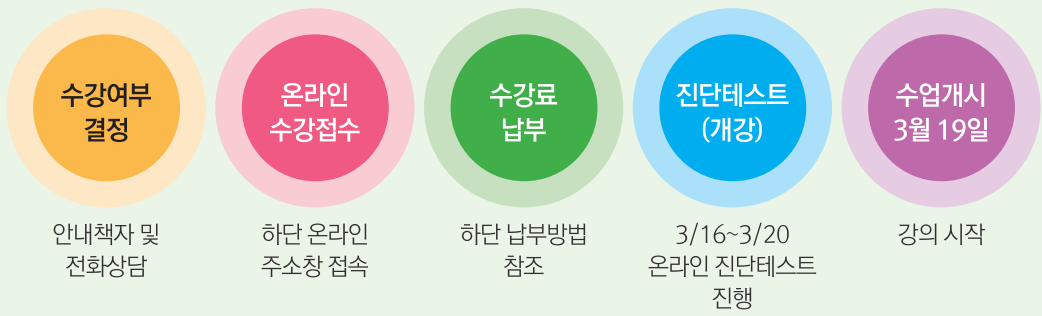 수강여부
결정
안내책자 및
전화상담
온라인
수강접수
하단 온라인
주소창 접속
수강료
납부
하단 납부방법
참조
진단테스트
(개강)
3/16~3/20
온라인 진단테스트
진행
수업개시
3월 19일
강의 시작